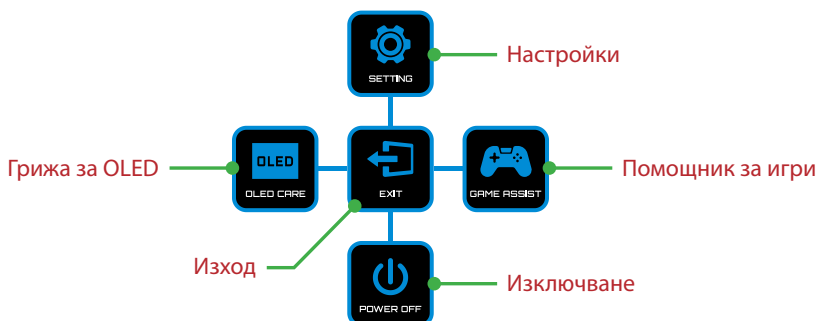 SETTING
Настройки
Грижа за OLED
OLED
OLED CARE
EXIT
GAME ASSIST
Помощник за игри
Изход
POWER OFF
Изключване